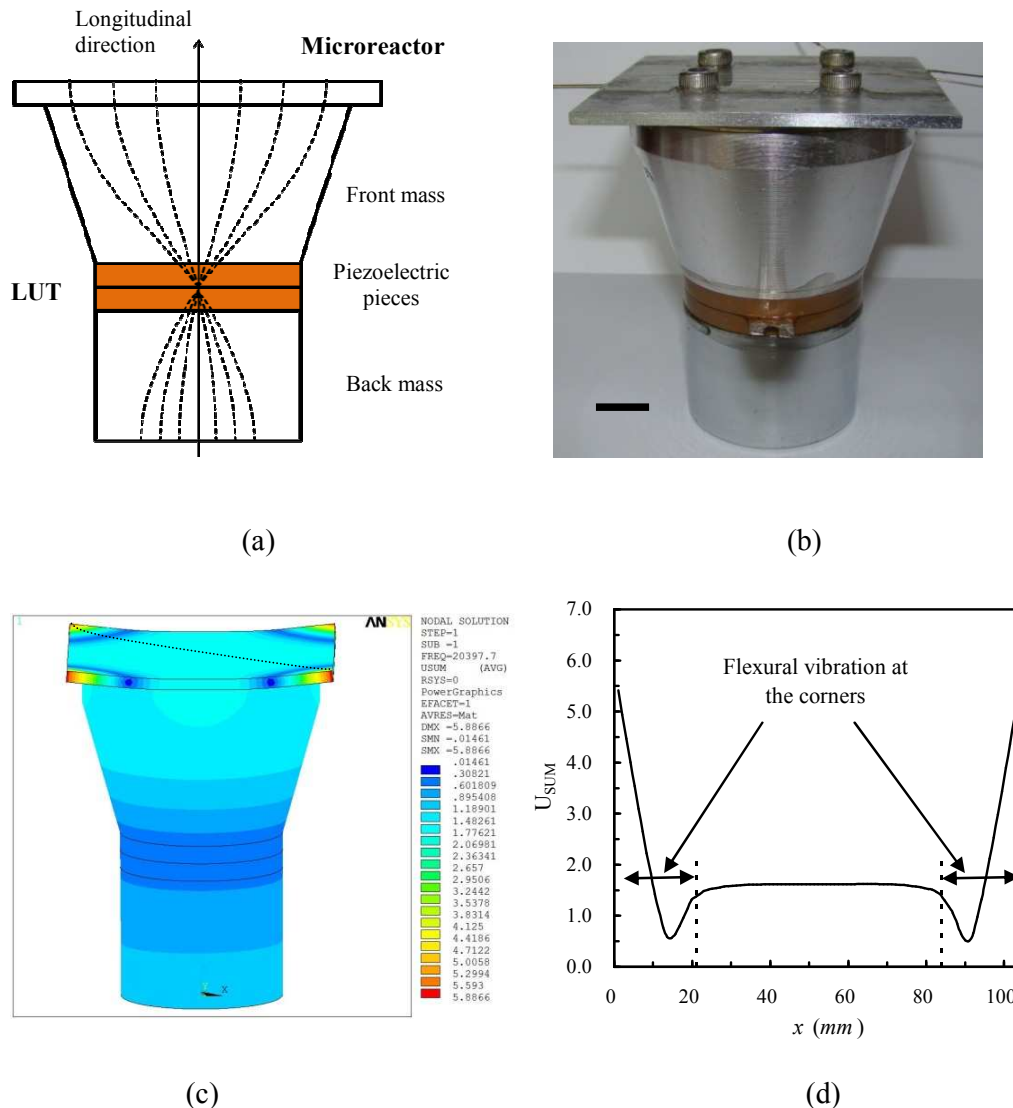 Longitudinal
direction
Microreactor
Front mass
Piezoelectric
pieces
LUT
Back mass
(a)
(b)
1
ANSYS
NODAL SOLUTION
STEP=1
SUB =1
FREQ=20397.7
USUM (AVG)
RSYS=0
PowerGraphics
EFACET=1
AVRES=Mat
DMX =5.8866
SMN =.01461
SMX =5.8866
.01461
.30821
.601809
.895408
1.18901
1.48261
1.77621
2.06981
2.36341
2.657
2.9506
3.2442
3.5378
3.8314
4.125
4.4186
4.7122
5.0058
5.2994
5.593
5.8866
Y
X
(c)
7.0
6.0
5.0
4.0
3.0
2.0
1.0
0.0
USUM
Flexural vibration at
the corners
0 20 40 60 80 100
x (mm)
(d)